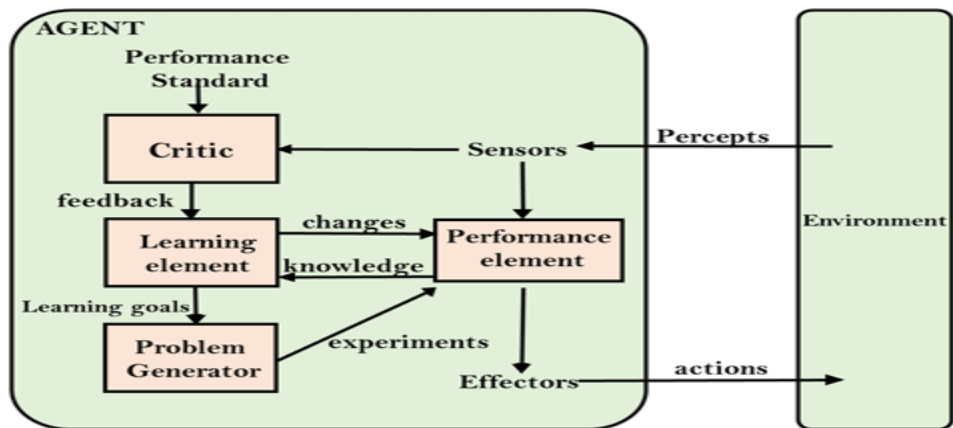 AGENT
Performance
Standard
Critic
Sensors
Percepts
feedback
changes
Environment
Learning
element
Performance
element
knowledge
Learning goals
Problem
Generator
experiments
Effectors
actions